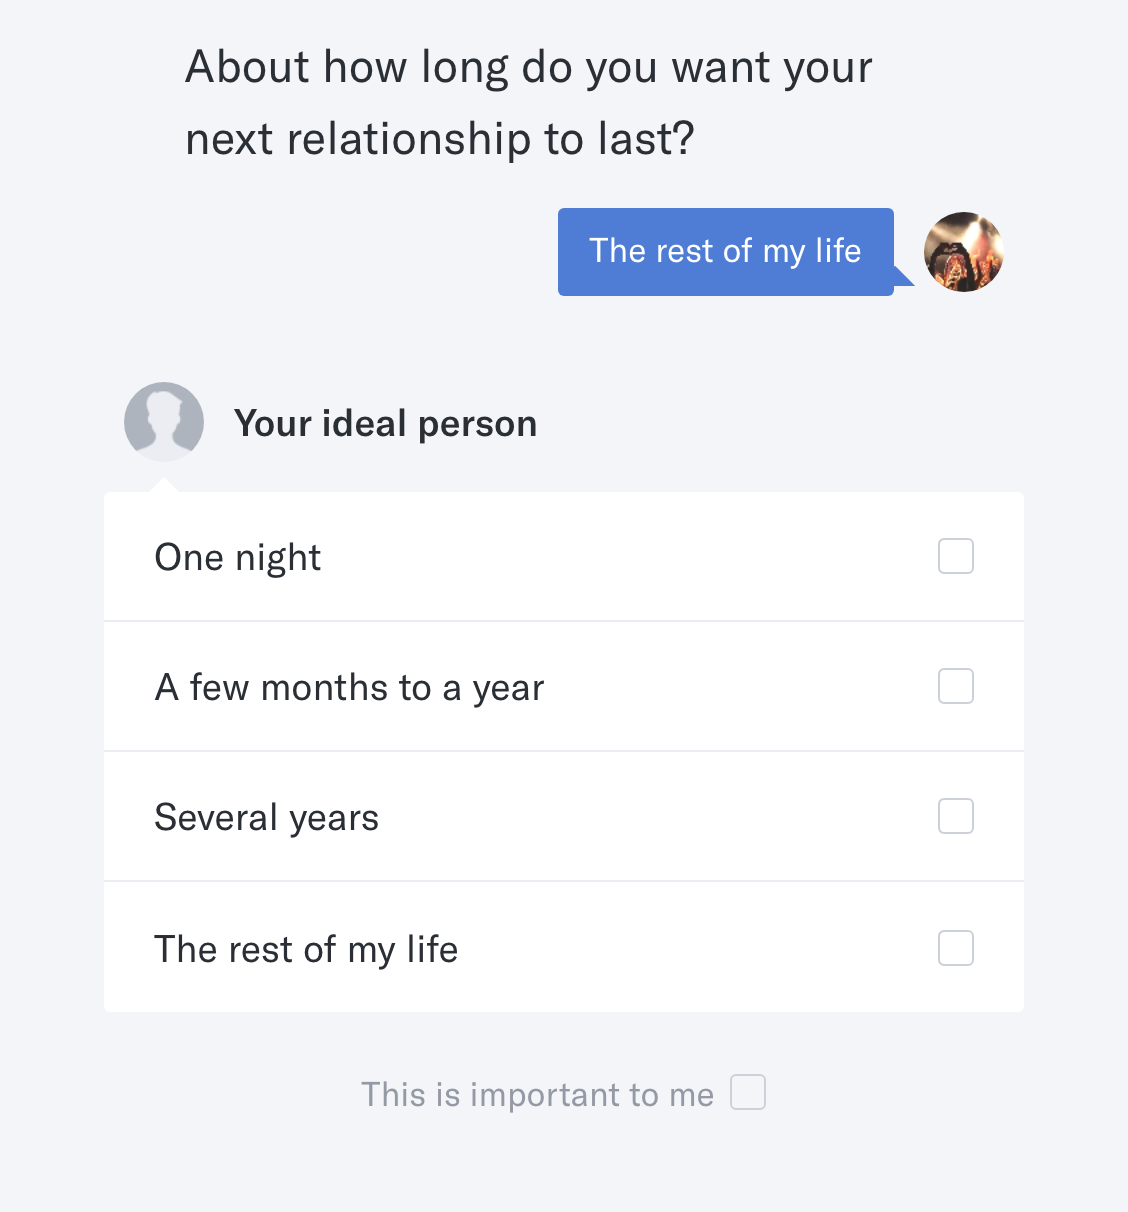 About how long do you want your
next relationship to last?
The rest of my life
Your ideal person
One night
A few months to a year
Several years
The rest of my life
This is important to me